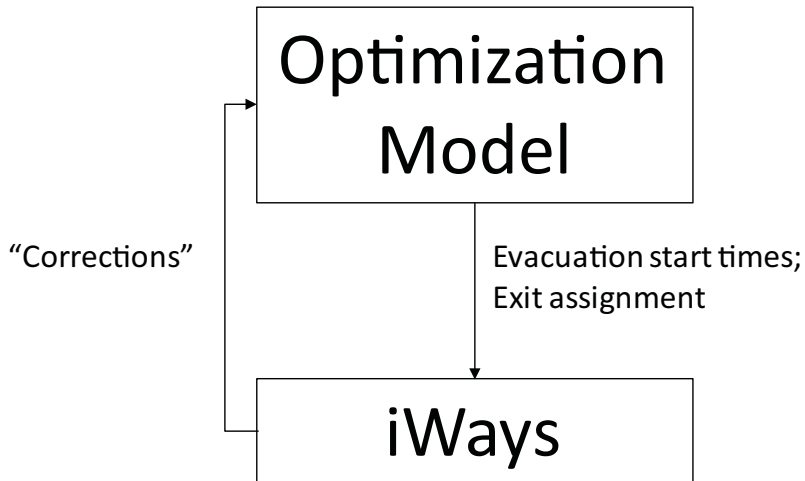 Optimization
Model
“Corrections”
Evacuation start times;
Exit assignment
iWays